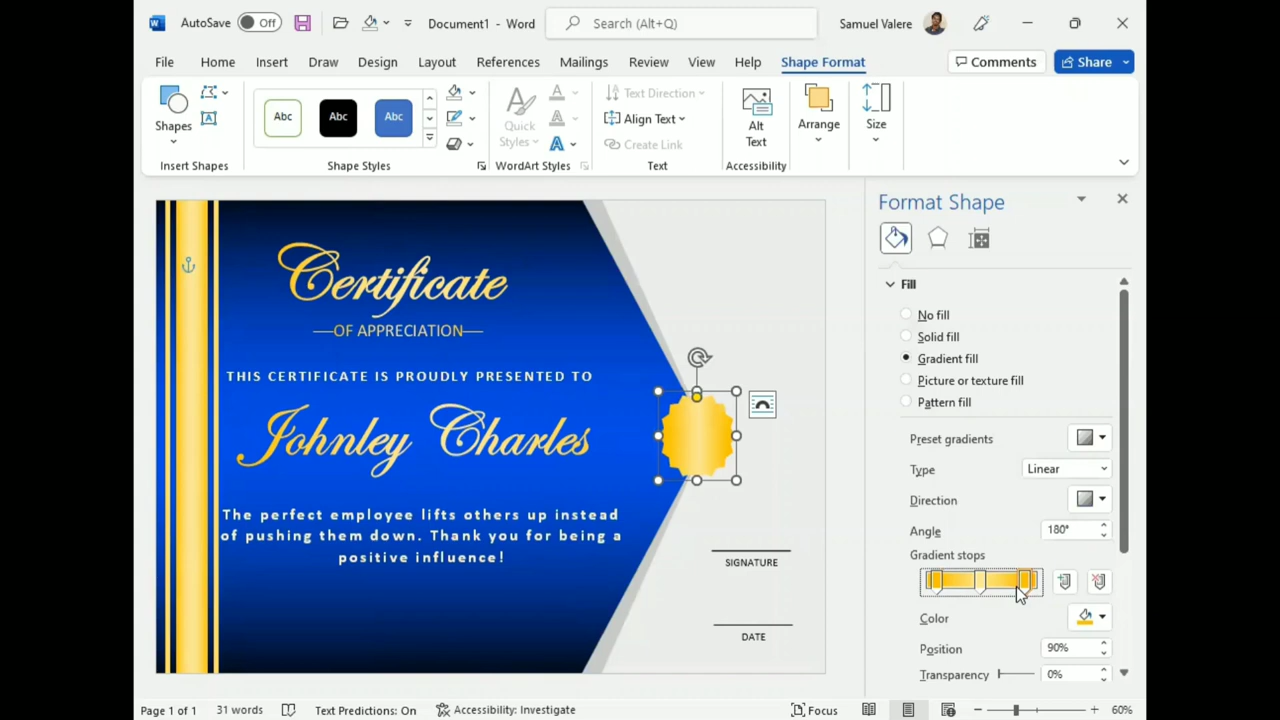 AutoSave Off Document1 - Word Search (Alt+Q) Samuel Valere
File Home Insert Draw Design Layout References Mailings Review View Help Shape Format Comments Share
Shapes
Insert Shapes
Abc Abc Abc
Shape Styles
Quick
Styles
WordArt Styles
Text Direction
Align Text
Create Link
Text
Alt
Text
Accessibility
Arrange
Size
Certificate
OF APPRECIATION
THIS CERTIFICATE IS PROUDLY PRESENTED TO
Johnley Charles
The perfect employee lifts others up instead
of pushing them down. Thank you for being a
positive influence!
SIGNATURE
DATE
Format Shape
Fill
No fill
Solid fill
Gradient fill
Picture or texture fill
Pattern fill
Preset gradients
Type Linear
Direction
Angle 180°
Gradient stops
Color
Position 90%
Transparency 0%
Page 1 of 1 31 words Text Predictions: On Accessibility: Investigate Focus 60%